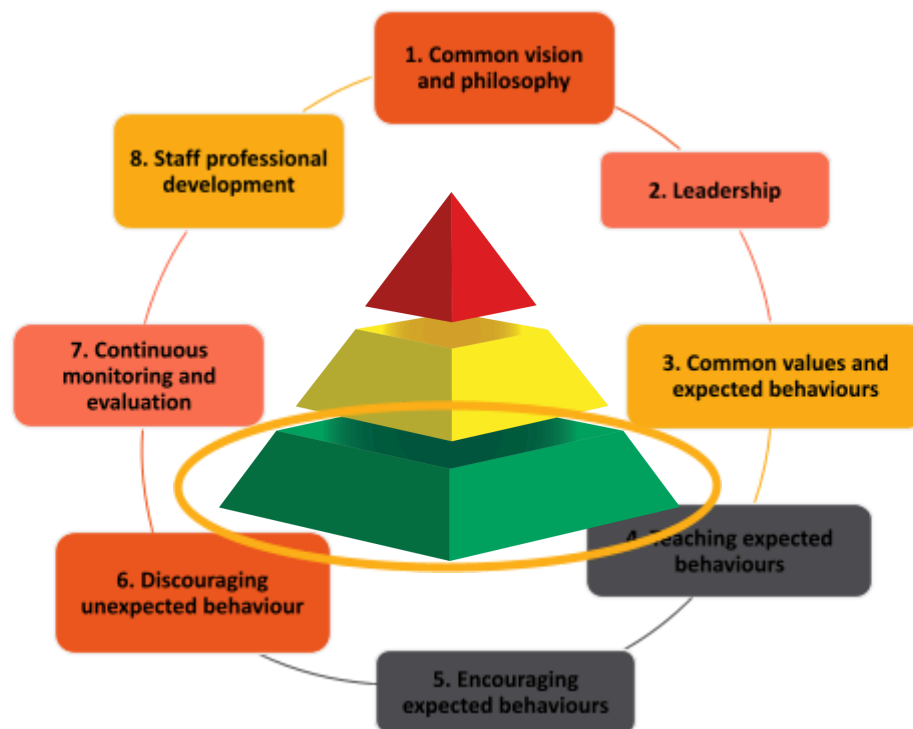 1. Common vision
and philosophy
2. Leadership
3. Common values and
expected behaviours
4. Teaching expected
behaviours
5. Encouraging
expected behaviours
6. Discouraging
unexpected behaviour
7. Continuous
monitoring and
evaluation
8. Staff professional
development